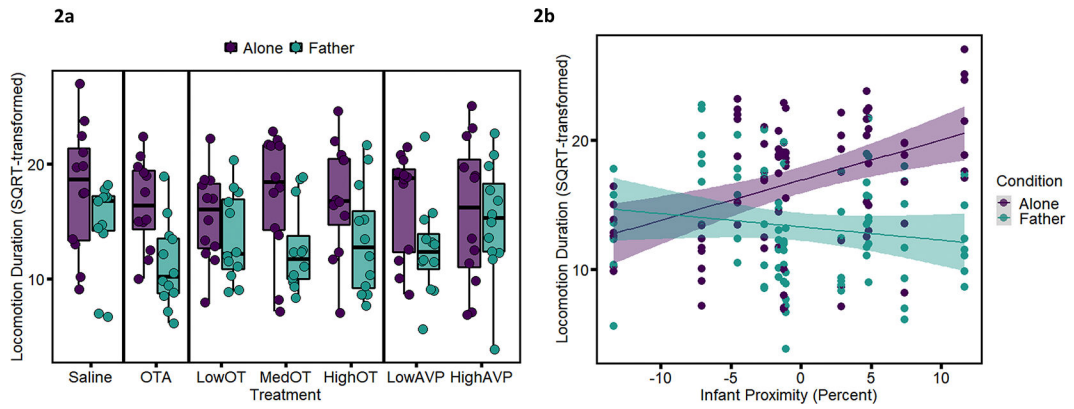 2a
Alone Father
Locomotion Duration (SQRT-transformed)
20
10
Saline OTA LowOT MedOT HighOT LowAVP HighAVP
Treatment
2b
Locomotion Duration (SQRT-transformed)
20
10
-10 -5 0 5 10
Infant Proximity (Percent)
Condition
Alone
Father